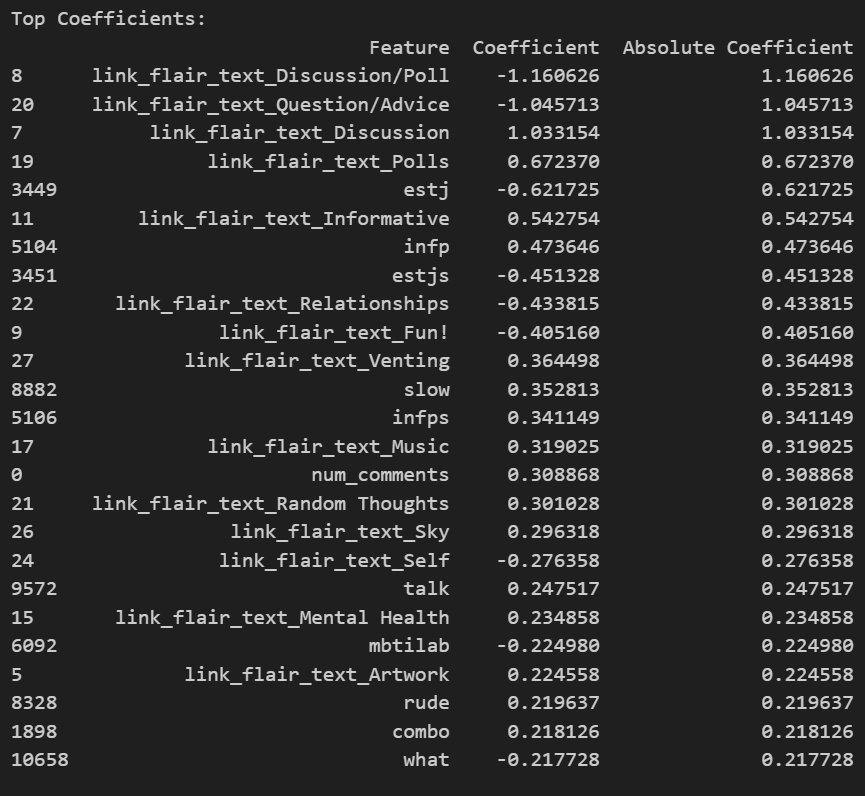 Top Coefficients:
Feature Coefficient Absolute Coefficient
8 link_flair_text_Discussion/Poll -1.160626 1.160626
20 link_flair_text_Question/Advice -1.045713 1.045713
7 link_flair_text_Discussion 1.033154 1.033154
19 link_flair_text_Polls 0.672370 0.672370
3449 estj -0.621725 0.621725
11 link_flair_text_Informative 0.542754 0.542754
5104 infp 0.473646 0.473646
3451 estjs -0.451328 0.451328
22 link_flair_text_Relationships -0.433815 0.433815
9 link_flair_text_Fun! -0.405160 0.405160
27 link_flair_text_Venting 0.364498 0.364498
8882 slow 0.352813 0.352813
5106 infps 0.341149 0.341149
17 link_flair_text_Music 0.319025 0.319025
0 num_comments 0.308868 0.308868
21 link_flair_text_Random Thoughts 0.301028 0.301028
26 link_flair_text_Sky 0.296318 0.296318
24 link_flair_text_Self -0.276358 0.276358
9572 talk 0.247517 0.247517
15 link_flair_text_Mental Health 0.234858 0.234858
6092 mbtilab -0.224980 0.224980
5 link_flair_text_Artwork 0.224558 0.224558
8328 rude 0.219637 0.219637
1898 combo 0.218126 0.218126
10658 what -0.217728 0.217728